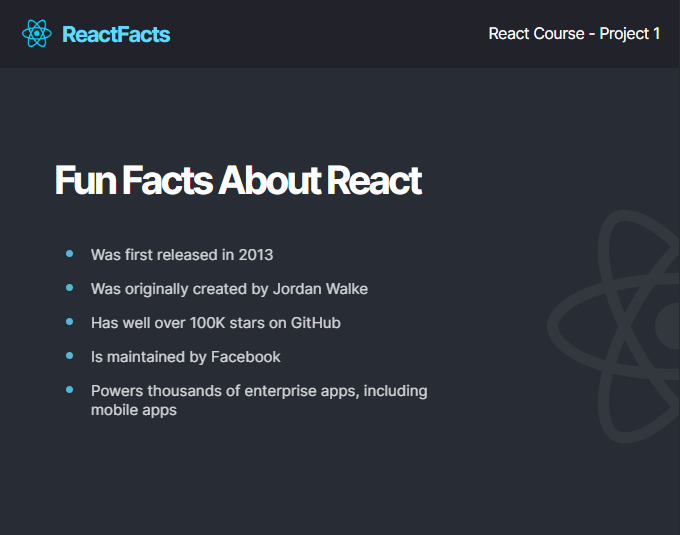 ReactFacts
React Course - Project 1
Fun Facts About React
Was first released in 2013
Was originally created by Jordan Walke
Has well over 100K stars on GitHub
Is maintained by Facebook
Powers thousands of enterprise apps, including
mobile apps